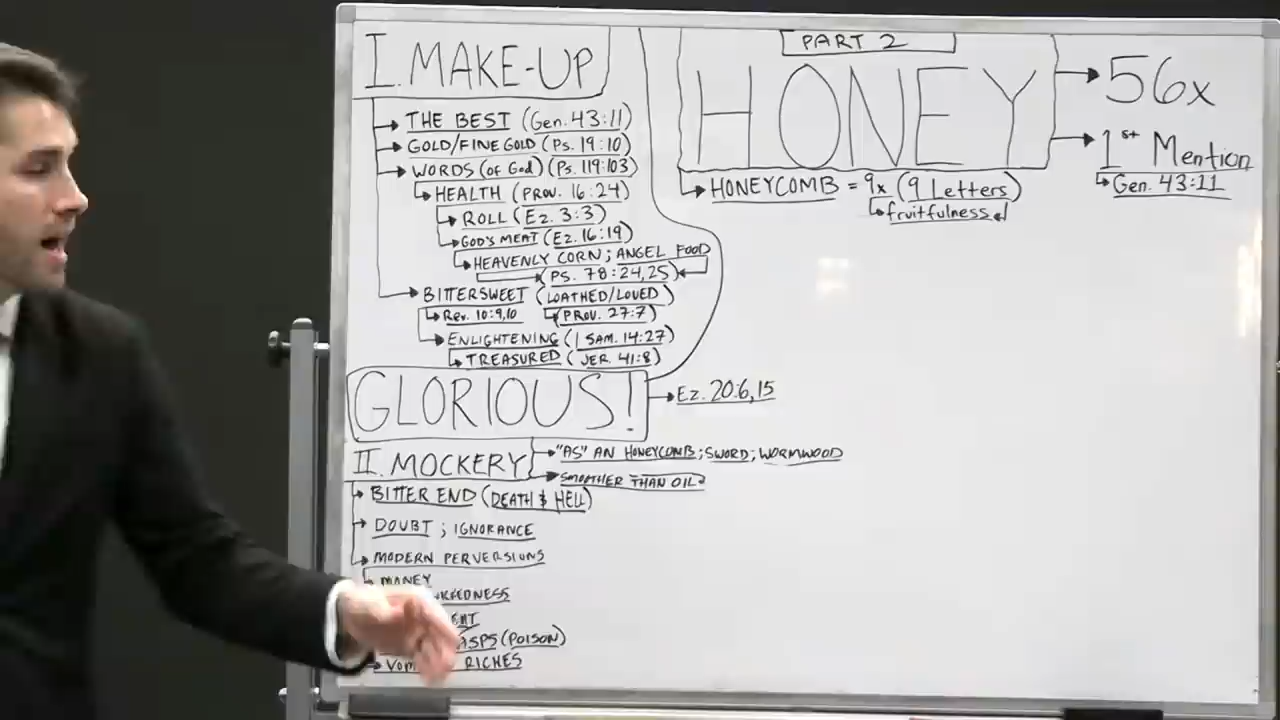 I. MAKE-UP
THE BEST (Gen. 43:11)
GOLD/FINE GOLD (Ps. 19:10)
WORDS (of God) (Ps. 119:103)
HEALTH (PROV. 16:24)
ROLL (Ez. 3:3)
GOD'S MEAT (Ez. 16:19)
HEAVENLY CORN; ANGEL FOOD
(PS. 78:24,25)
BITTERSWEET (LOATHED/LOVED)
Rev. 10:9,10 PROV. 27:7)
ENLIGHTENING (I SAM. 14:27)
TREASURED (JER. 41:8)
GLORIOUS!
Ez. 20:6,15
II. MOCKERY
"AS" AN HONEYCOMB; SWORD; WORMWOOD
SMOOTHER THAN OIL
BITTER END (DEATH & HELL)
DOUBT ; IGNORANCE
MODERN PERVERSIONS
MONEY
ASPS (POISON)
RICHES
PART 2
HONEY
56x
1st Mention
Gen. 43:11
HONEYCOMB = 9x (9 Letters)
fruitfulness